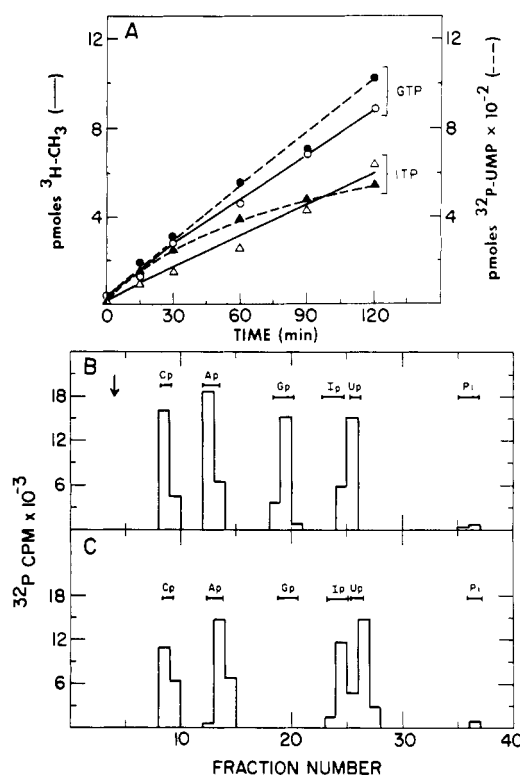 A
12
8
4
pmoles ³H-CH₃ (——)
GTP
ITP
12
8
4
pmoles ³²P-UMP × 10⁻² (---)
0 30 60 90 120
TIME (min)
B
Cp Ap Gp Ip Up Pi
18
12
6
C
Cp Ap Gp Ip Up Pi
18
12
6
³²P CPM × 10⁻³
10 20 30 40
FRACTION NUMBER